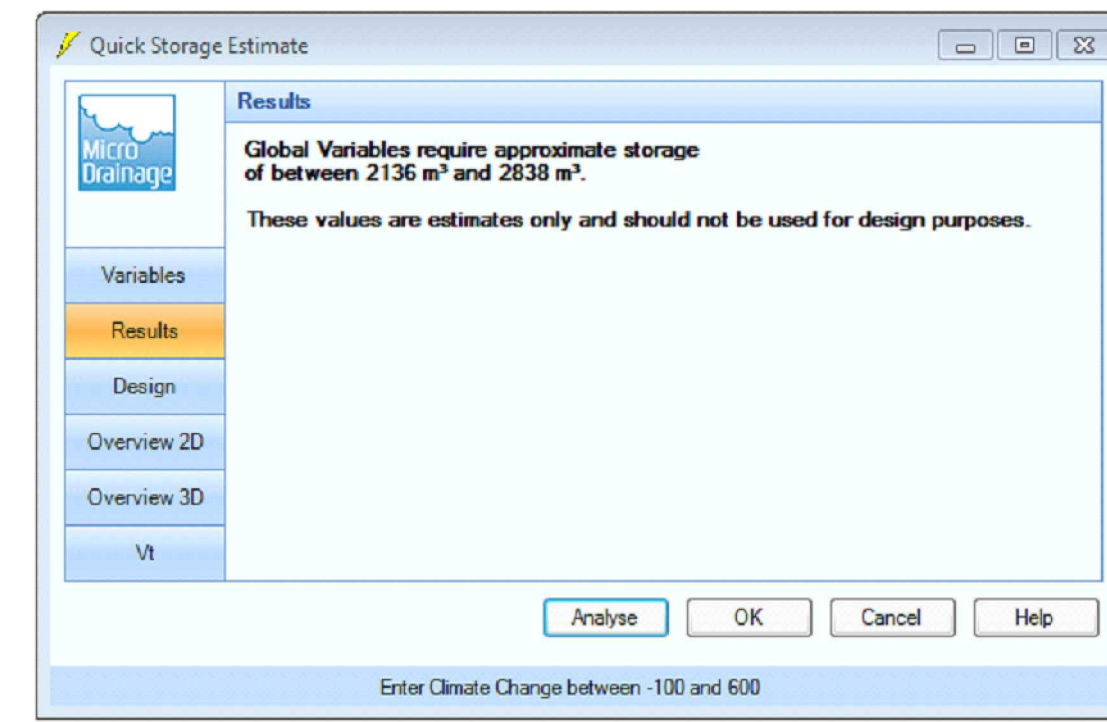 Quick Storage Estimate
Micro
Drainage
Results
Global Variables require approximate storage
of between 2136 m³ and 2838 m³.
These values are estimates only and should not be used for design purposes.
Variables
Results
Design
Overview 2D
Overview 3D
Vt
Analyse OK Cancel Help
Enter Climate Change between -100 and 600